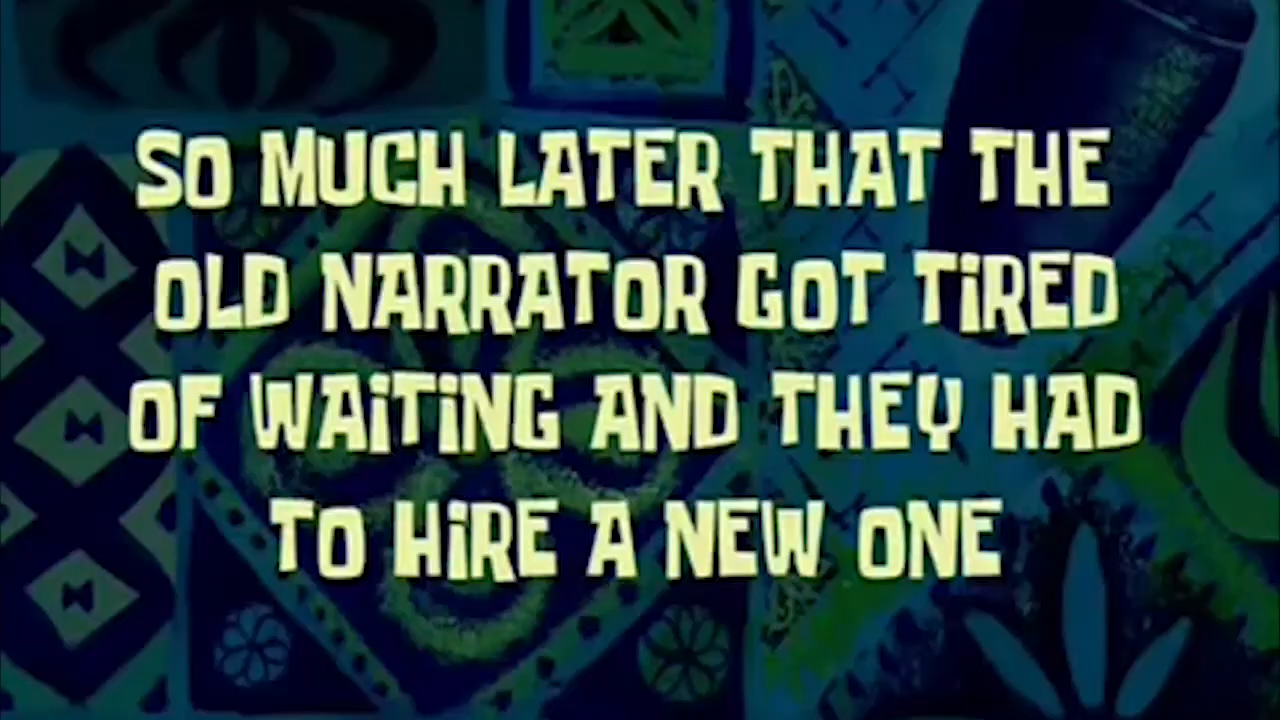 SO MUCH LATER THAT THE
OLD NARRATOR GOT TiRED
OF WAiTiNG AND THEY HAD
TO HiRE A NEW ONE